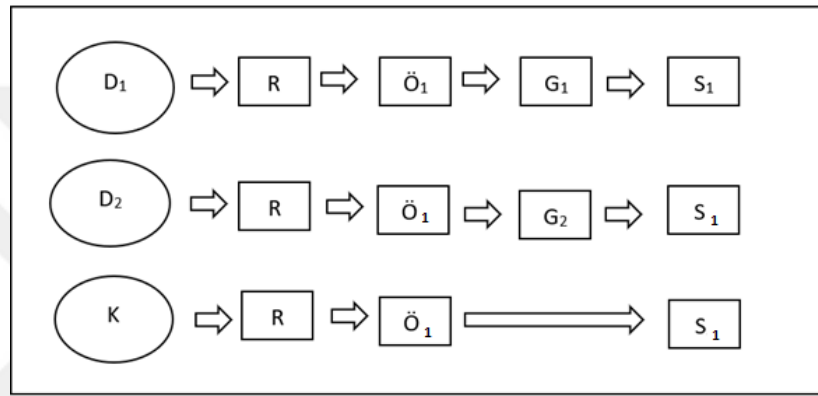 D₁ R Ö₁ G₁ S₁
D₂ R Ö₁ G₂ S₁
K R Ö₁ S₁